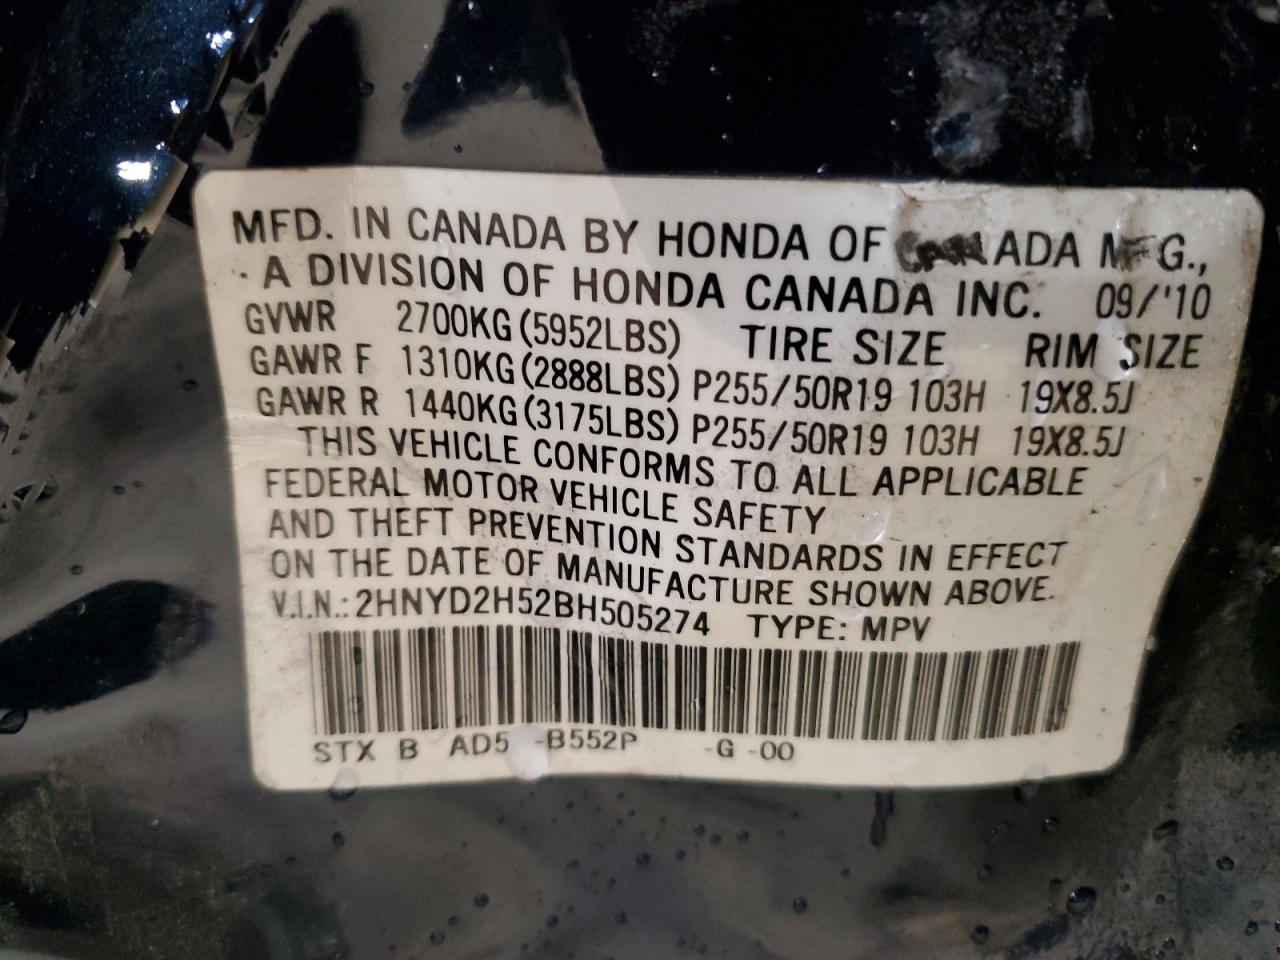 MFD. IN CANADA BY HONDA OF CANADA MFG.,
A DIVISION OF HONDA CANADA INC. 09/'10
GVWR 2700KG(5952LBS) TIRE SIZE RIM SIZE
GAWR F 1310KG(2888LBS) P255/50R19 103H 19X8.5J
GAWR R 1440KG(3175LBS) P255/50R19 103H 19X8.5J
THIS VEHICLE CONFORMS TO ALL APPLICABLE
FEDERAL MOTOR VEHICLE SAFETY
AND THEFT PREVENTION STANDARDS IN EFFECT
ON THE DATE OF MANUFACTURE SHOWN ABOVE.
V.I.N.: 2HNYD2H52BH505274 TYPE: MPV
STX B AD5 -B552P -G -00